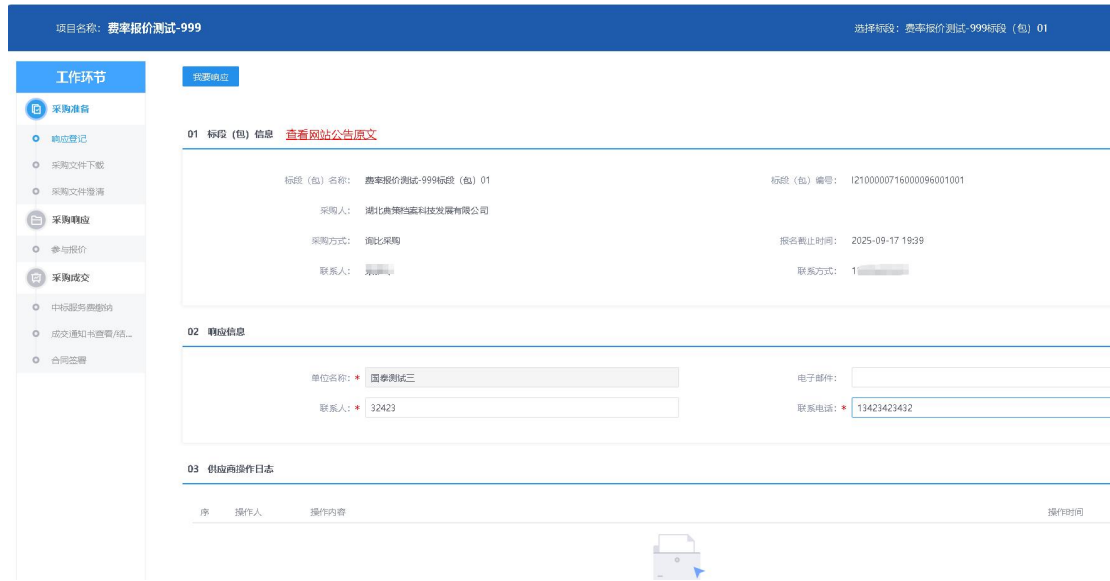 项目名称: 费率报价测试-999 选择标段: 费率报价测试-999标段（包）01
工作环节 我要响应
采购准备
响应登记 01 标段（包）信息 查看网站公告原文
采购文件下载
标段（包）名称: 费率报价测试-999标段（包）01 标段（包）编号: I2100000716000096001001
采购文件澄清
采购人: 湖北典策档案科技发展有限公司
采购响应
采购方式: 询比采购 报名截止时间: 2025-09-17 19:39
参与报价
联系人: 联系方式: 1
采购成交
中标服务费缴纳
成交通知书查看/结...
02 响应信息
合同签署
单位名称: * 国泰测试三 电子邮件:
联系人: * 32423 联系电话: * 13423423432
03 供应商操作日志
序 操作人 操作内容 操作时间